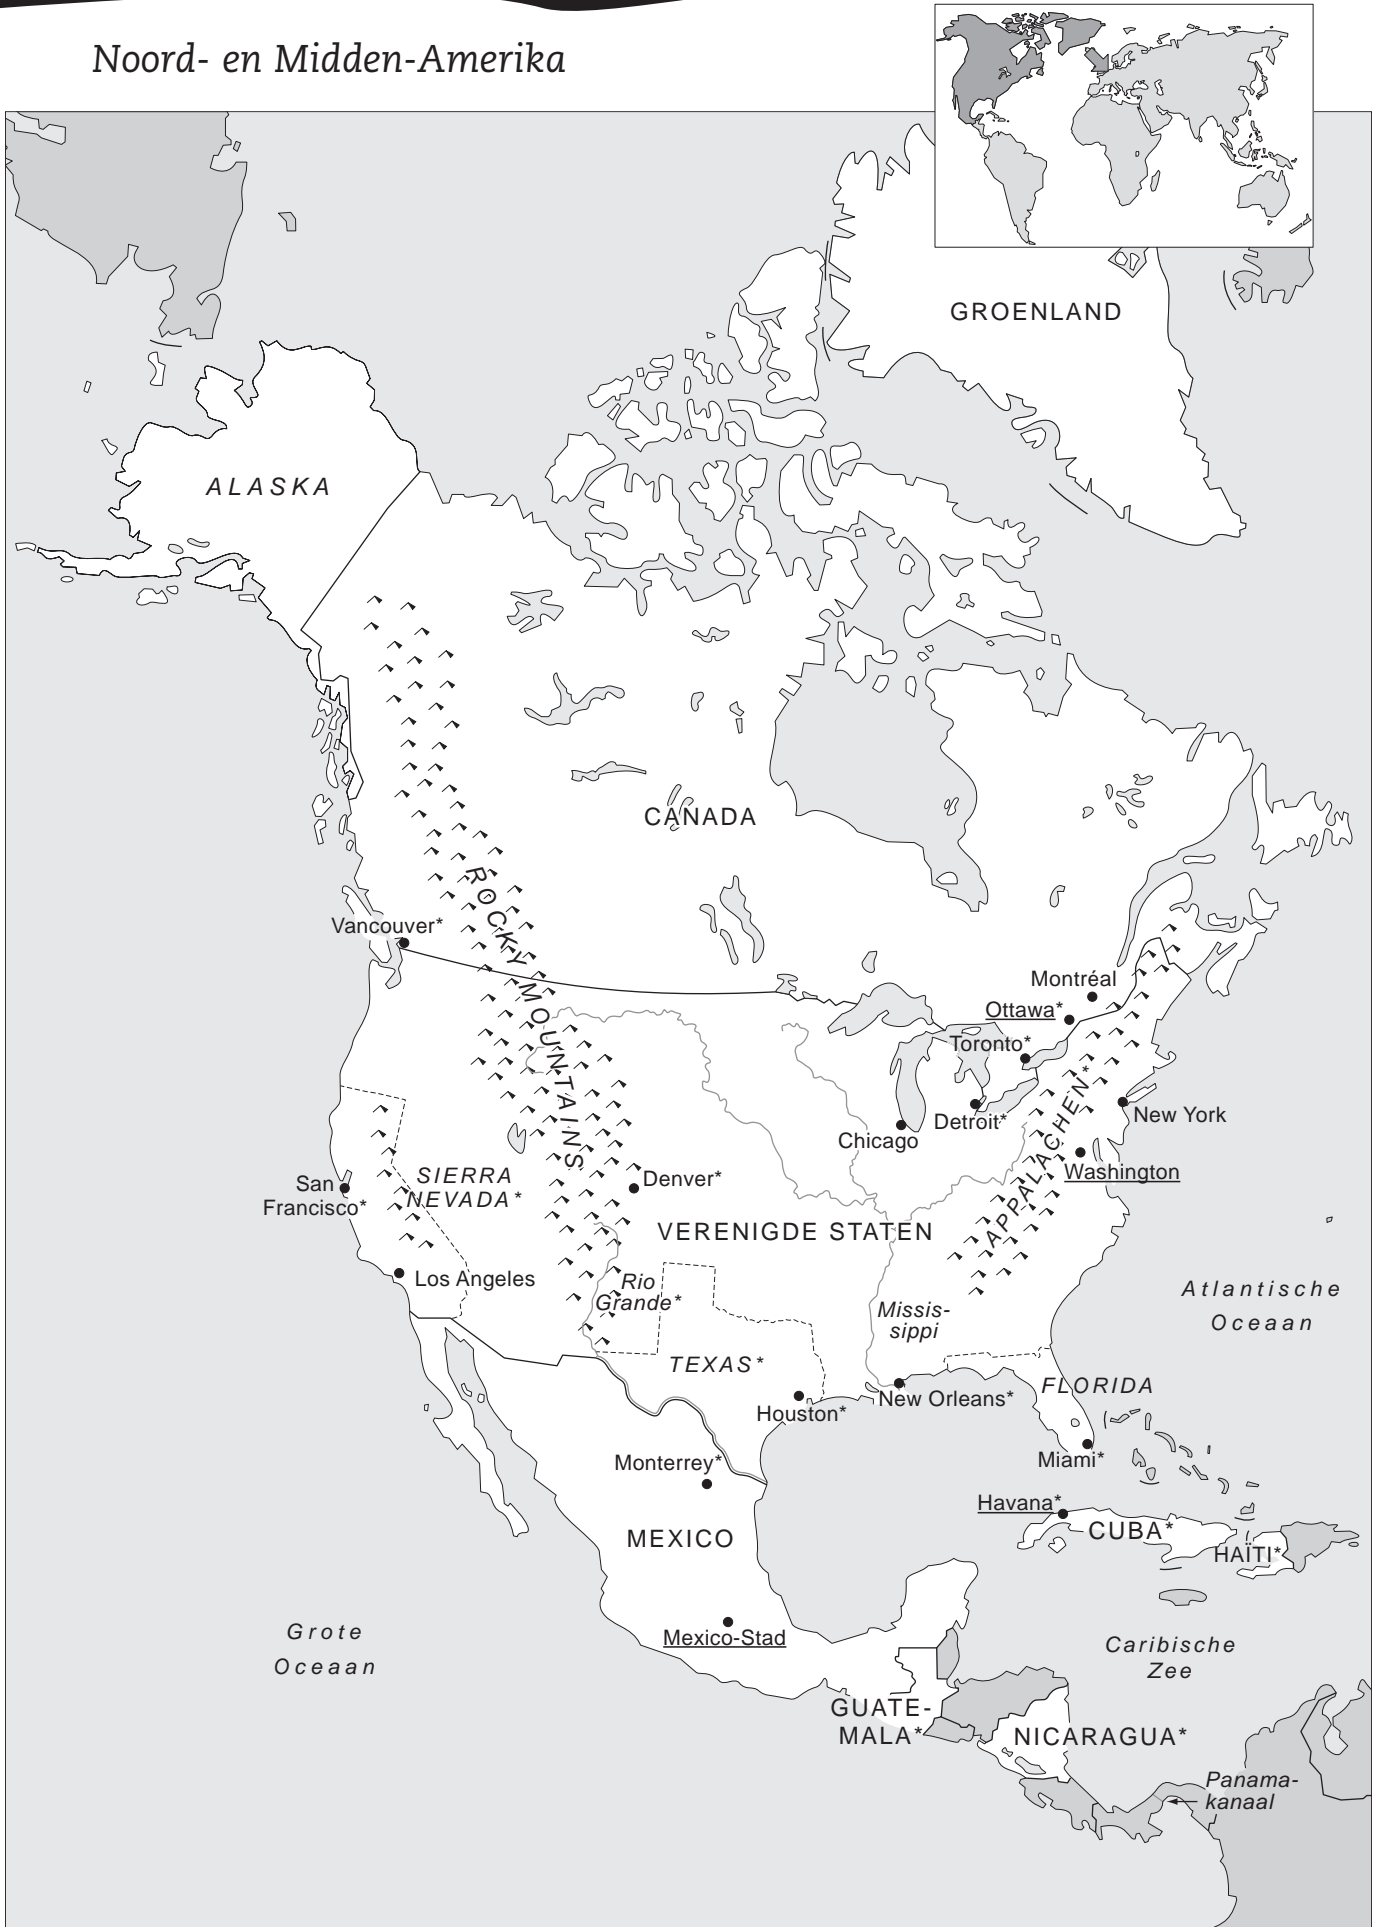 Noord- en Midden-Amerika
GROENLAND
ALASKA
CANADA
ROCKY MOUNTAINS
Vancouver*
Montréal
Ottawa*
Toronto*
Detroit*
Chicago
New York
Washington
APPALACHEN*
SIERRA
NEVADA*
San
Francisco*
Denver*
VERENIGDE STATEN
Los Angeles
Rio
Grande*
Missis-
sippi
Atlantische
Oceaan
TEXAS*
Houston*
New Orleans*
FLORIDA
Miami*
Monterrey*
Havana*
CUBA*
HAÏTI*
MEXICO
Mexico-Stad
Grote
Oceaan
Caribische
Zee
GUATE-
MALA*
NICARAGUA*
Panama-
kanaal